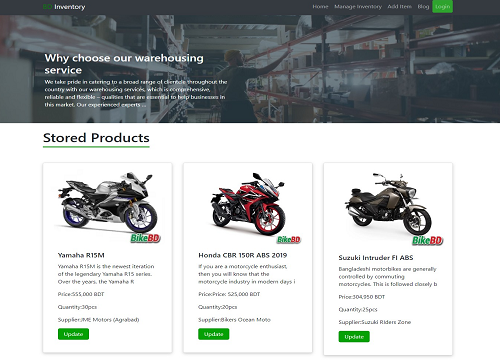 Inventory
Home Manage Inventory Add Item Blog Login
Why choose our warehousing
service
We take pride in catering to a broad range of clientele throughout the
country with our warehousing services, which is comprehensive,
reliable and flexible – qualities that are essential to help businesses in
this market. Our experienced experts ...
Stored Products
BikeBD
Yamaha R15M
Yamaha R15M is the newest iteration
of the legendary Yamaha R15 series.
Over the years, the Yamaha R
Price:555,000 BDT
Quantity:30pcs
Supplier:JME Motors (Agrabad)
Update
BikeBD
Honda CBR 150R ABS 2019
If you are a motorcycle enthusiast,
then you will know that the
motorcycle industry in modern days i
Price:Price: 525,000 BDT
Quantity:20pcs
Supplier:Bikers Ocean Moto
Update
BikeBD
Suzuki Intruder FI ABS
Bangladeshi motorbikes are generally
controlled by commuting
motorcycles. This is followed closely b
Price:304,950 BDT
Quantity:25pcs
Supplier:Suzuki Riders Zone
Update